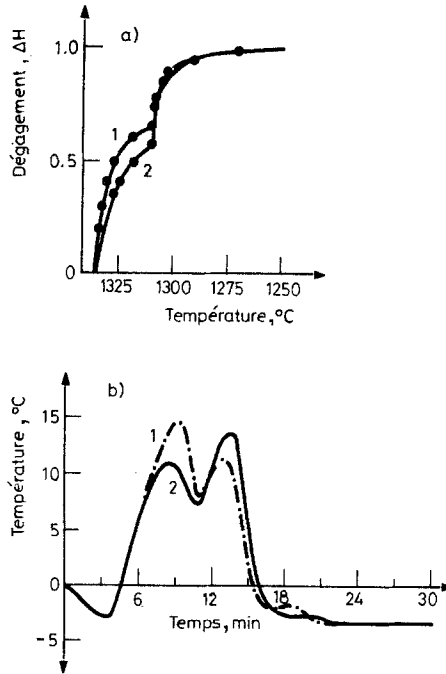 a)
Dégagement, ΔH
1.0
0.5
0
1
2
1325 1300 1275 1250
Température, °C
b)
Température, °C
15
10
5
0
-5
1
2
6 12 18 24 30
Temps, min